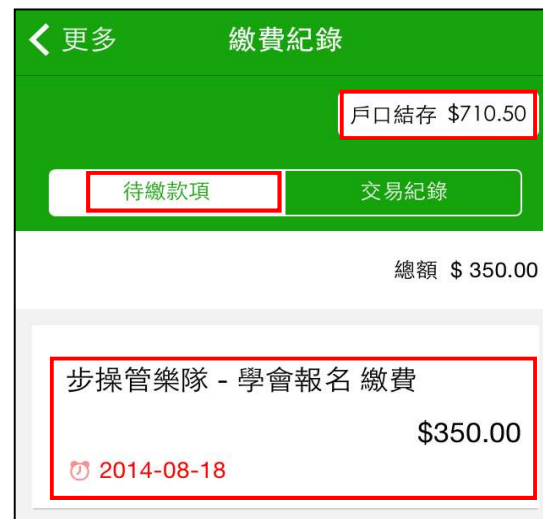 更多 繳費紀錄
戶口結存 $710.50
待繳款項 交易紀錄
總額 $ 350.00
步操管樂隊 - 學會報名 繳費
$350.00
2014-08-18